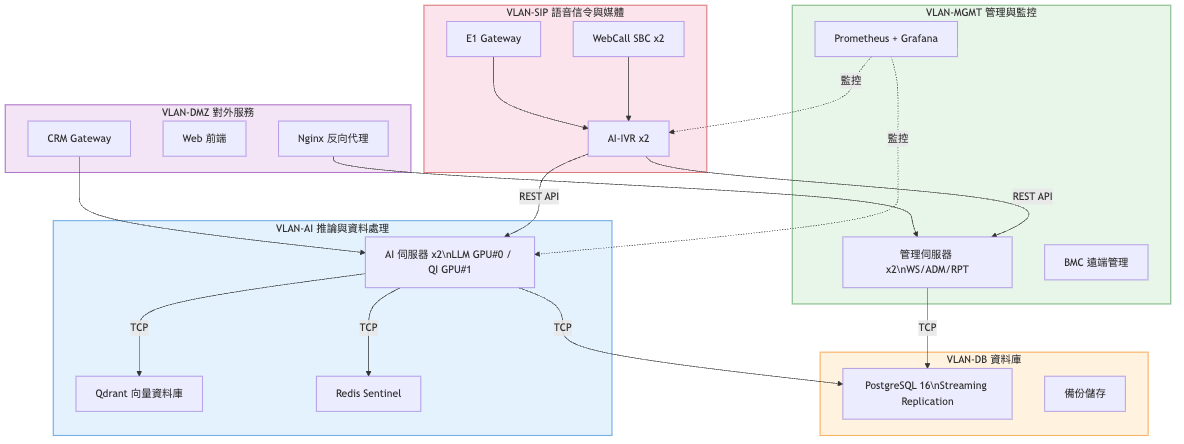 VLAN-SIP 語音信令與媒體
E1 Gateway
WebCall SBC x2
AI-IVR x2
VLAN-MGMT 管理與監控
Prometheus + Grafana
監控
監控
VLAN-DMZ 對外服務
CRM Gateway
Web 前端
Nginx 反向代理
REST API
REST API
VLAN-AI 推論與資料處理
AI 伺服器 x2\nLLM GPU#0 /
QI GPU#1
管理伺服器
x2\nWS/ADM/RPT
BMC 遠端管理
TCP
TCP
TCP
TCP
Qdrant 向量資料庫
Redis Sentinel
VLAN-DB 資料庫
PostgreSQL 16\nStreaming
Replication
備份儲存